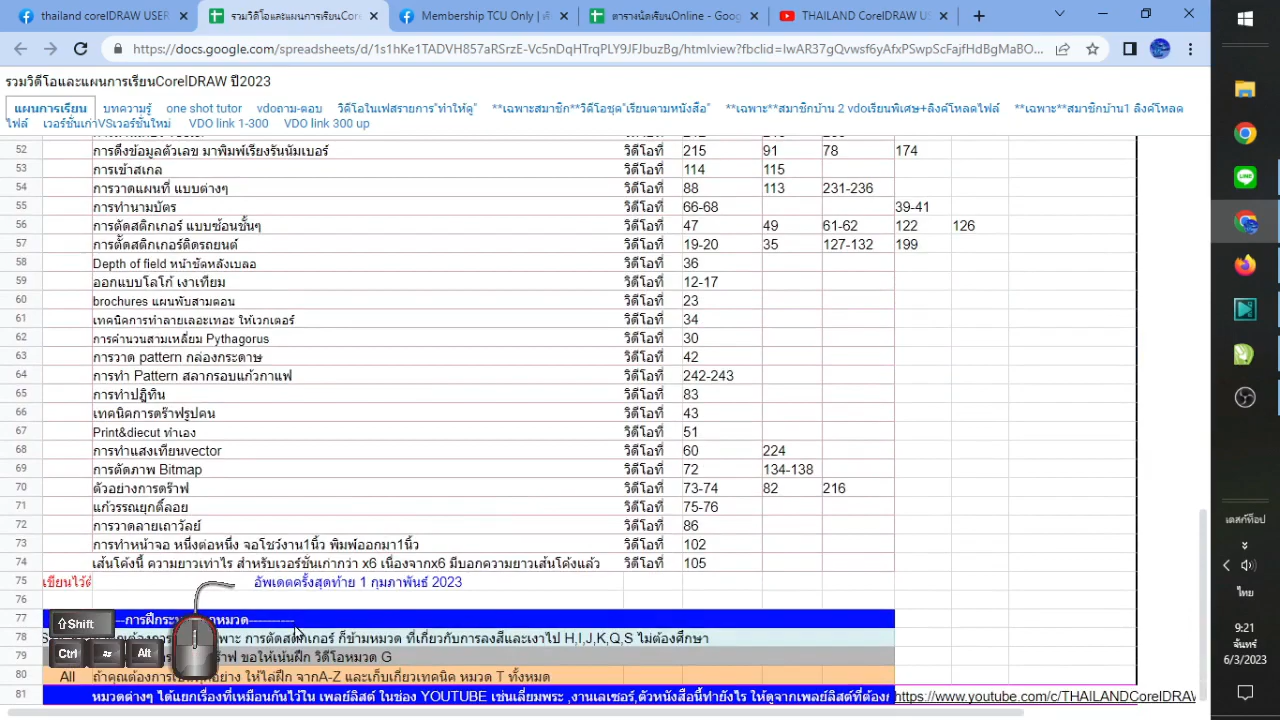 thailand corelDRAW USER
รวมวิดีโอและแผนการเรียนCore
Membership TCU Only | เ
ตารางนัดเรียนOnline - Goog
THAILAND CorelDRAW US
https://docs.google.com/spreadsheets/d/1s1hKe1TADVH857aRSrzE-Vc5nDqHTrqPLY9JFJbuzBg/htmlview?fbclid=IwAR37gQvwsf6yAfxPSwpScFaFHdBgMaBO...
รวมวิดีโอและแผนการเรียนCorelDRAW ปี2023
แผนการเรียน บทความรู้ one shot tutor vdoถาม-ตอบ วิดีโอในเฟสรายการ"ทำให้ดู" **เฉพาะสมาชิก**วิดีโอชุด"เรียนตามหนังสือ" **เฉพาะ**สมาชิกบ้าน 2 vdoเรียนพิเศษ+ลิงค์โหลดไฟล์ **เฉพาะ**สมาชิกบ้าน1 ลิงค์โหลด
ไฟล์ เวอร์ชั่นเก่าVSเวอร์ชั่นใหม่ VDO link 1-300 VDO link 300 up
52 การดึงข้อมูลตัวเลข มาพิมพ์เรียงรันนัมเบอร์ วิดีโอที่ 215 91 78 174
53 การเข้าสเกล วิดีโอที่ 114 115
54 การวาดแผนที่ แบบต่างๆ วิดีโอที่ 88 113 231-236
55 การทำนามบัตร วิดีโอที่ 66-68 39-41
56 การตัดสติกเกอร์ แบบซ้อนชั้นๆ วิดีโอที่ 47 49 61-62 122 126
57 การตั้ดสติกเกอร์ติดรถยนต์ วิดีโอที่ 19-20 35 127-132 199
58 Depth of field หน้าชัดหลังเบลอ วิดีโอที่ 36
59 ออกแบบโลโก้ เงาเทียม วิดีโอที่ 12-17
60 brochures แผนพับสามตอน วิดีโอที่ 23
61 เทคนิคการทำลายเลอะเทอะ ให้เวกเตอร์ วิดีโอที่ 34
62 การคำนวนสามเหลี่ยม Pythagorus วิดีโอที่ 30
63 การวาด pattern กล่องกระดาษ วิดีโอที่ 42
64 การทำ Pattern สลากรอบแก้วกาแฟ วิดีโอที่ 242-243
65 การทำปฏิทิน วิดีโอที่ 83
66 เทคนิคการดร๊าฟรูปคน วิดีโอที่ 43
67 Print&diecut ทำเอง วิดีโอที่ 51
68 การทำแสงเทียนvector วิดีโอที่ 60 224
69 การตัดภาพ Bitmap วิดีโอที่ 72 134-138
70 ตัวอย่างการดร๊าฟ วิดีโอที่ 73-74 82 216
71 แก้วรรณยุกติ์ลอย วิดีโอที่ 75-76
72 การวาดลายเถาวัลย์ วิดีโอที่ 86
73 การทำหน้าจอ หนึ่งต่อหนึ่ง จอโชว์งาน1นิ้ว พิมพ์ออกมา1นิ้ว วิดีโอที่ 102
74 เส้นโค้งนี้ ความยาวเท่าไร สำหรับเวอร์ชันเก่ากว่า x6 เนื่องจากx6 มีบอกความยาวเส้นโค้งแล้ว วิดีโอที่ 105
75 เขียนไว้ อัพเดตครั้งสุดท้าย 1 กุมภาพันธ์ 2023
76
77 การฝึก
78 การตัดสติกเกอร์ ก็ข้ามหมวด ที่เกี่ยวกับการลงสีและเงาไป H,I,J,K,Q,S ไม่ต้องศึกษา
79 ขอให้เน้นฝึก วิดีโอหมวด G
80 All ถ้าคุณต้องการ ให้ไล่ฝึก จากA-Z และเก็บเกี่ยวเทคนิค หมวด T ทั้งหมด
81 หมวดต่างๆ ได้แยกเรื่องที่เหมือนกันไว้ใน เพลย์ลิสต์ ในช่อง YOUTUBE เช่นเลี่ยมพระ ,งานเลเซอร์,ตัวหนังสือนี้ทำยังไง ให้ดูจากเพลย์ลิสต์ที่ต้อง https://www.youtube.com/c/THAILANDCorelDRAW
Shift
Ctrl Alt
LINE
เดสก์ท็อป
ไทย
9:21
จันทร์
6/3/2023